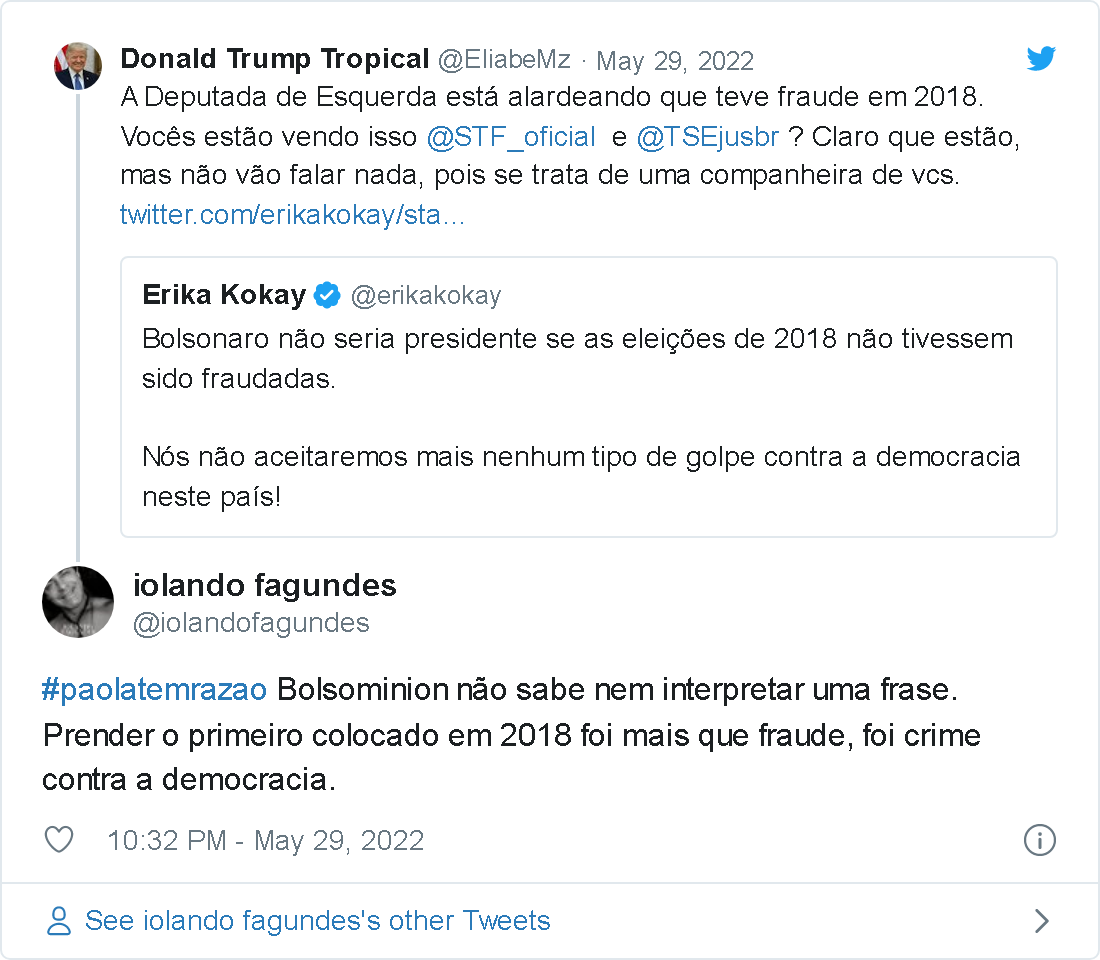 Donald Trump Tropical @EliabeMz · May 29, 2022
A Deputada de Esquerda está alardeando que teve fraude em 2018.
Vocês estão vendo isso @STF_oficial e @TSEjusbr ? Claro que estão,
mas não vão falar nada, pois se trata de uma companheira de vcs.
twitter.com/erikakokay/sta...
Erika Kokay @erikakokay
Bolsonaro não seria presidente se as eleições de 2018 não tivessem
sido fraudadas.
Nós não aceitaremos mais nenhum tipo de golpe contra a democracia
neste país!
iolando fagundes
@iolandofagundes
#paolatemrazao Bolsominion não sabe nem interpretar uma frase.
Prender o primeiro colocado em 2018 foi mais que fraude, foi crime
contra a democracia.
10:32 PM - May 29, 2022
See iolando fagundes's other Tweets